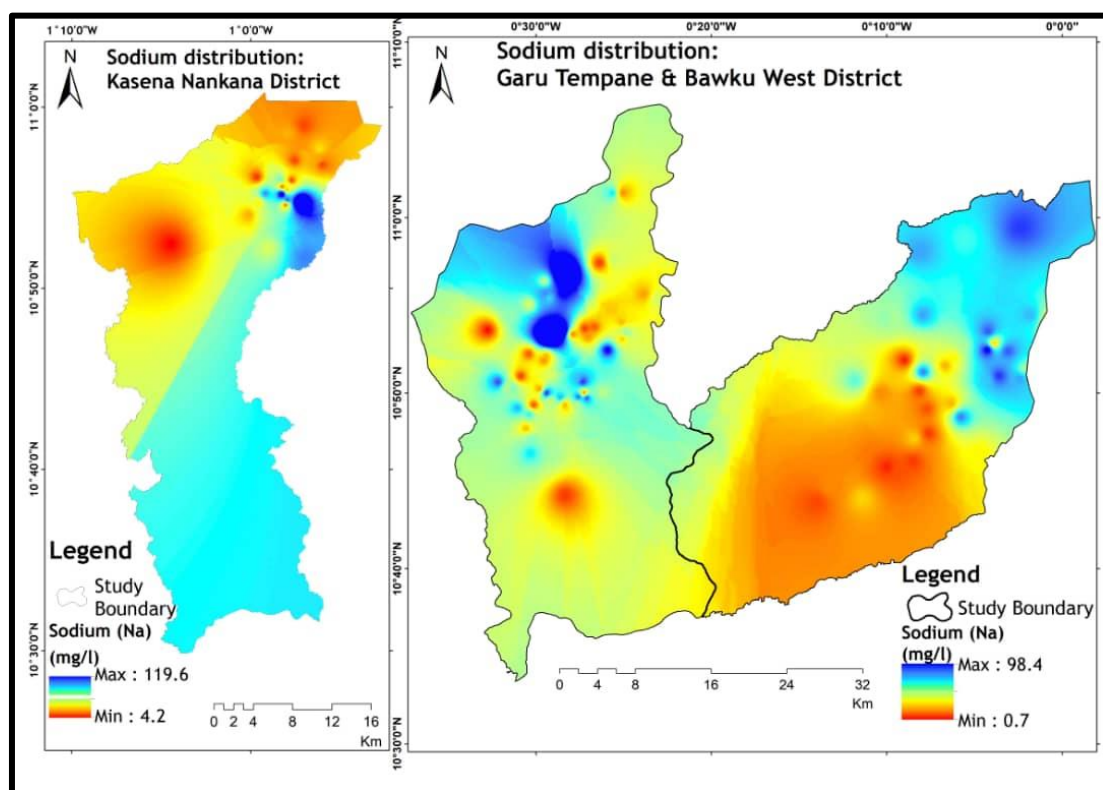 1°10'0"W
1°0'0"W
N
Sodium distribution:
Kasena Nankana District
11°0'0"N
10°50'0"N
10°40'0"N
10°30'0"N
Legend
Study
Boundary
Sodium (Na)
(mg/l)
Max : 119.6
Min : 4.2
0 1 2 4 8 12 16
Km
0°30'0"W
0°20'0"W
0°10'0"W
0°0'0"
N
Sodium distribution:
Garu Tempane & Bawku West District
11°10'0"N
11°0'0"N
10°50'0"N
10°40'0"N
10°30'0"N
Legend
Study Boundary
Sodium (Na)
(mg/l)
Max : 98.4
Min : 0.7
0 4 8 16 24 32
Km